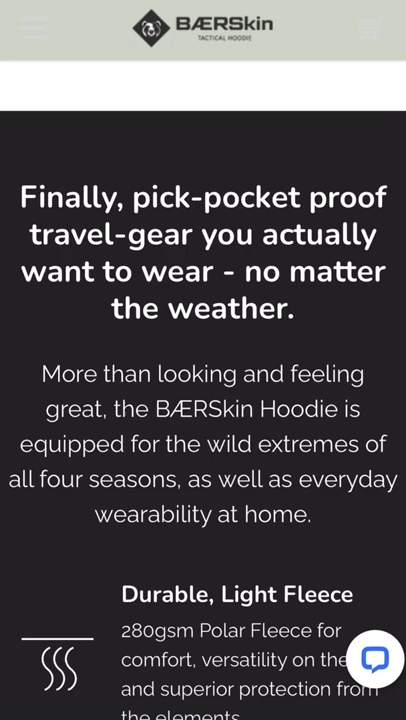 BÆRSkin
TACTICAL HOODIE
Finally, pick-pocket proof
travel-gear you actually
want to wear - no matter
the weather.
More than looking and feeling
great, the BÆRSkin Hoodie is
equipped for the wild extremes of
all four seasons, as well as everyday
wearability at home.
Durable, Light Fleece
280gsm Polar Fleece for
comfort, versatility on the
and superior protection from
the elements.